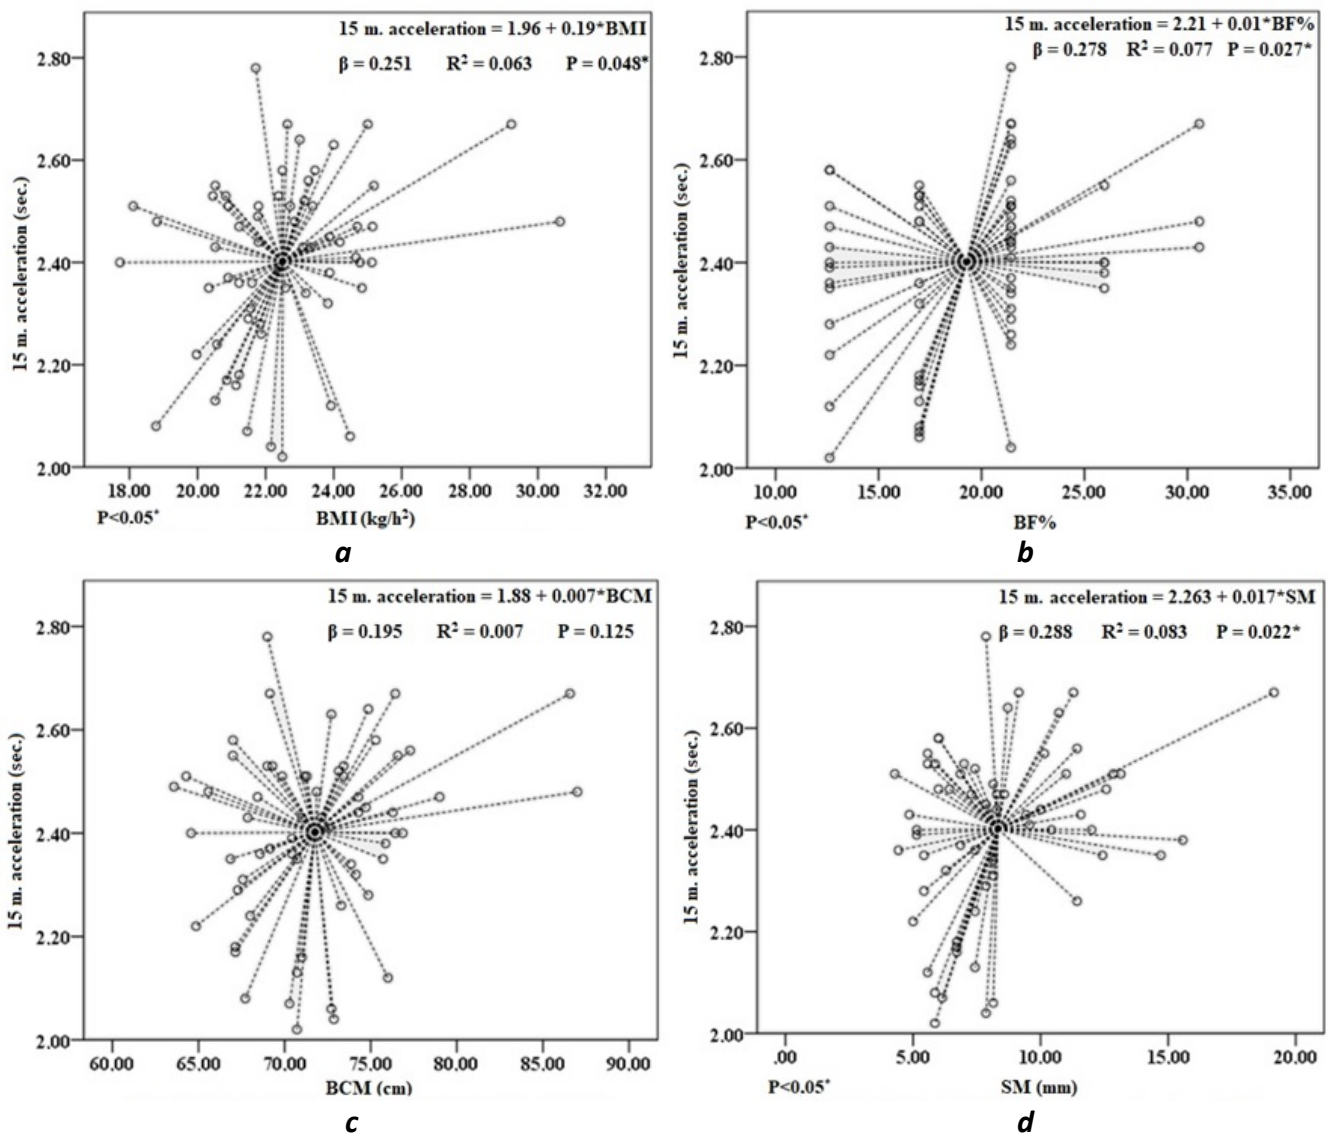 15 m. acceleration = 1.96 + 0.19*BMI
β = 0.251 R² = 0.063 P = 0.048*
15 m. acceleration (sec.)
2.80
2.60
2.40
2.20
2.00
18.00 20.00 22.00 24.00 26.00 28.00 30.00 32.00
P<0.05* BMI (kg/h²)
a
15 m. acceleration = 2.21 + 0.01*BF%
β = 0.278 R² = 0.077 P = 0.027*
15 m. acceleration (sec.)
2.80
2.60
2.40
2.20
2.00
10.00 15.00 20.00 25.00 30.00 35.00
P<0.05* BF%
b
15 m. acceleration = 1.88 + 0.007*BCM
β = 0.195 R² = 0.007 P = 0.125
15 m. acceleration (sec.)
2.80
2.60
2.40
2.20
2.00
60.00 65.00 70.00 75.00 80.00 85.00 90.00
BCM (cm)
c
15 m. acceleration = 2.263 + 0.017*SM
β = 0.288 R² = 0.083 P = 0.022*
15 m. acceleration (sec.)
2.80
2.60
2.40
2.20
2.00
.00 5.00 10.00 15.00 20.00
P<0.05* SM (mm)
d